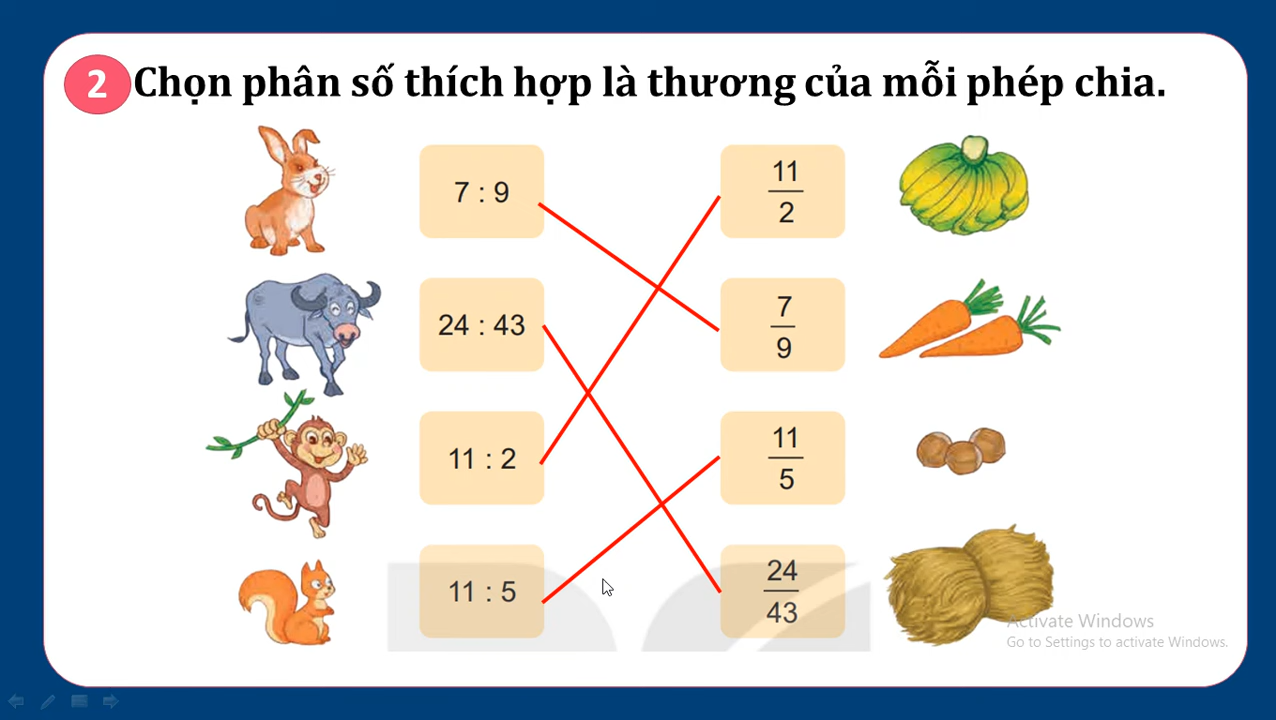 2 Chọn phân số thích hợp là thương của mỗi phép chia.
7 : 9
11
2
24 : 43
7
9
11 : 2
11
5
11 : 5
24
43
Activate Windows
Go to Settings to activate Windows.